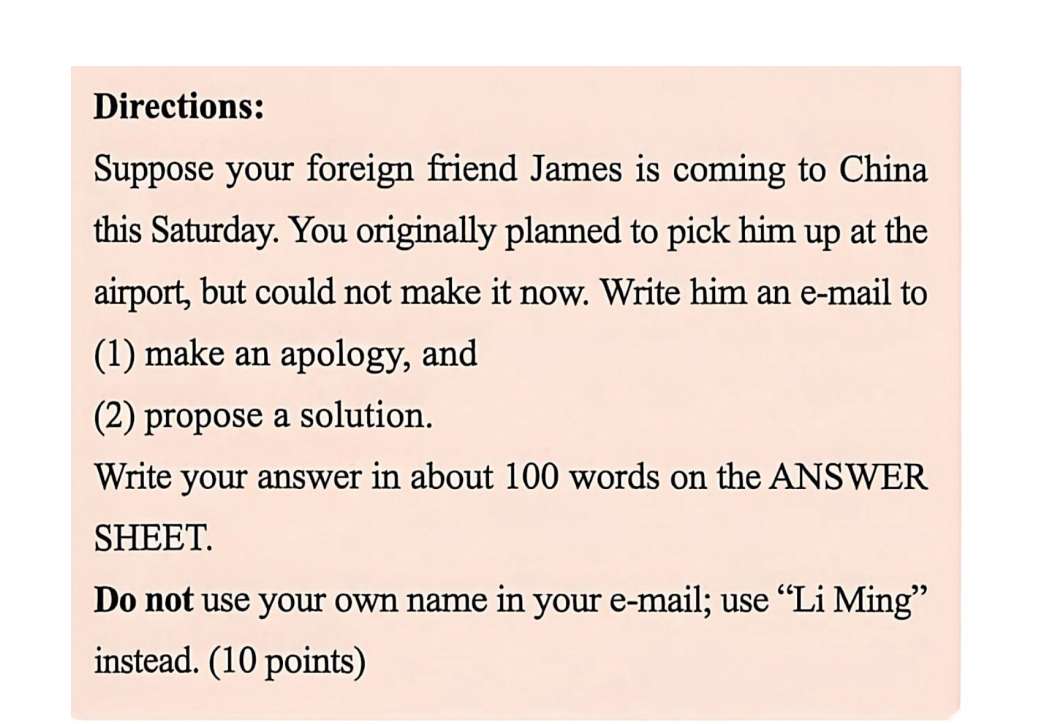 Directions:
Suppose your foreign friend James is coming to China
this Saturday. You originally planned to pick him up at the
airport, but could not make it now. Write him an e-mail to
(1) make an apology, and
(2) propose a solution.
Write your answer in about 100 words on the ANSWER
SHEET.
Do not use your own name in your e-mail; use “Li Ming”
instead. (10 points)